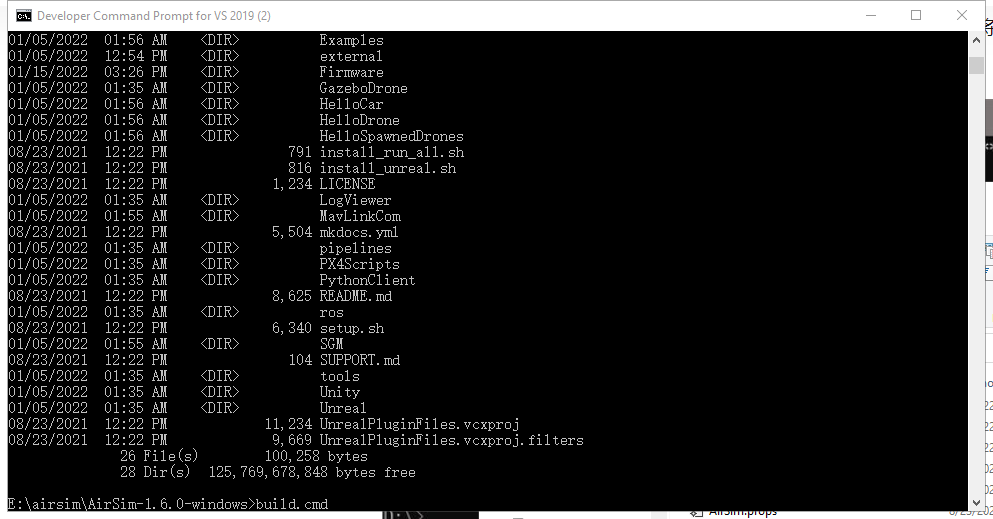 Developer Command Prompt for VS 2019 (2)
01/05/2022  01:56 AM    <DIR>          Examples
01/05/2022  12:54 PM    <DIR>          external
01/15/2022  03:26 PM    <DIR>          Firmware
01/05/2022  01:35 AM    <DIR>          GazeboDrone
01/05/2022  01:56 AM    <DIR>          HelloCar
01/05/2022  01:56 AM    <DIR>          HelloDrone
01/05/2022  01:56 AM    <DIR>          HelloSpawnedDrones
08/23/2021  12:22 PM               791 install_run_all.sh
08/23/2021  12:22 PM               816 install_unreal.sh
08/23/2021  12:22 PM             1,234 LICENSE
01/05/2022  01:35 AM    <DIR>          LogViewer
01/05/2022  01:55 AM    <DIR>          MavLinkCom
08/23/2021  12:22 PM             5,504 mkdocs.yml
01/05/2022  01:35 AM    <DIR>          pipelines
01/05/2022  01:35 AM    <DIR>          PX4Scripts
01/05/2022  01:35 AM    <DIR>          PythonClient
08/23/2021  12:22 PM             8,625 README.md
01/05/2022  01:35 AM    <DIR>          ros
08/23/2021  12:22 PM             6,340 setup.sh
01/05/2022  01:55 AM    <DIR>          SGM
08/23/2021  12:22 PM               104 SUPPORT.md
01/05/2022  01:35 AM    <DIR>          tools
01/05/2022  01:35 AM    <DIR>          Unity
01/05/2022  01:35 AM    <DIR>          Unreal
08/23/2021  12:22 PM            11,234 UnrealPluginFiles.vcxproj
08/23/2021  12:22 PM             9,669 UnrealPluginFiles.vcxproj.filters
26 File(s)        100,258 bytes
28 Dir(s)  125,769,678,848 bytes free
E:\airsim\AirSim-1.6.0-windows>build.cmd
AirSim.props